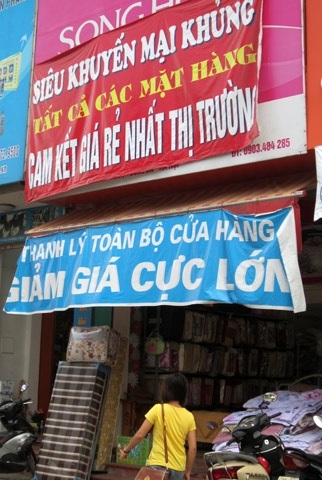 SONG H
SIÊU KHUYẾN MẠI KHỦNG
TẤT CẢ CÁC MẶT HÀNG
CAM KẾT GIÁ RẺ NHẤT THỊ TRƯỜNG
ĐT: 0903.484 285
THANH LÝ TOÀN BỘ CỬA HÀNG
GIẢM GIÁ CỰC LỚN